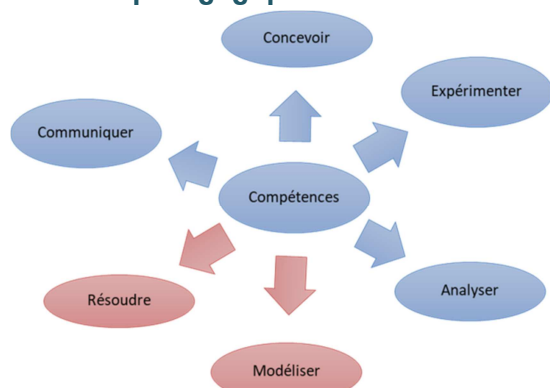 Concevoir
Expérimenter
Communiquer
Compétences
Analyser
Résoudre
Modéliser